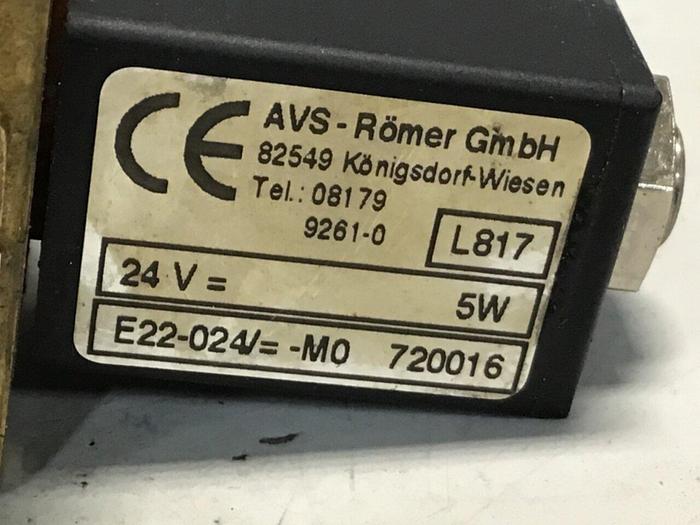 CE AVS - Römer GmbH
82549 Königsdorf-Wiesen
Tel.: 08179
9261-0
L817
24 V = 5W
E22-024/= -M0 720016